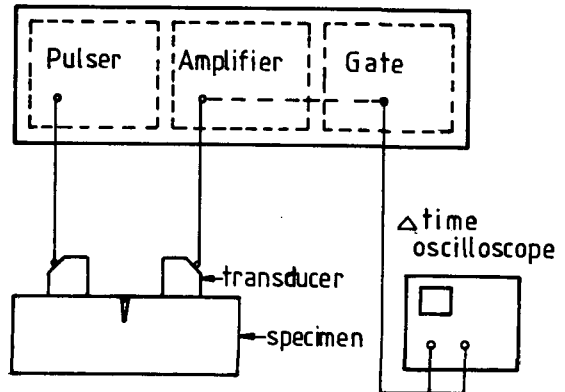 Pulser
Amplifier
Gate
△ time
oscilloscope
transducer
specimen